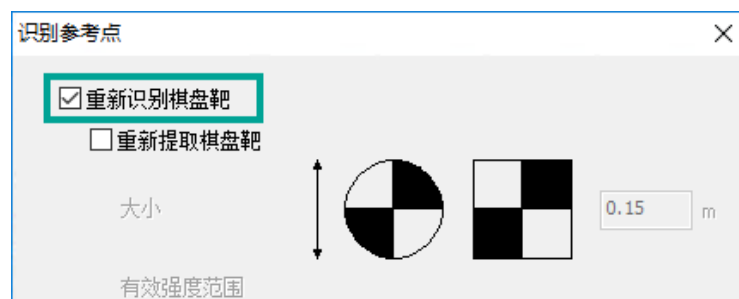 识别参考点
重新识别棋盘靶
重新提取棋盘靶
大小
0.15 m
有效强度范围